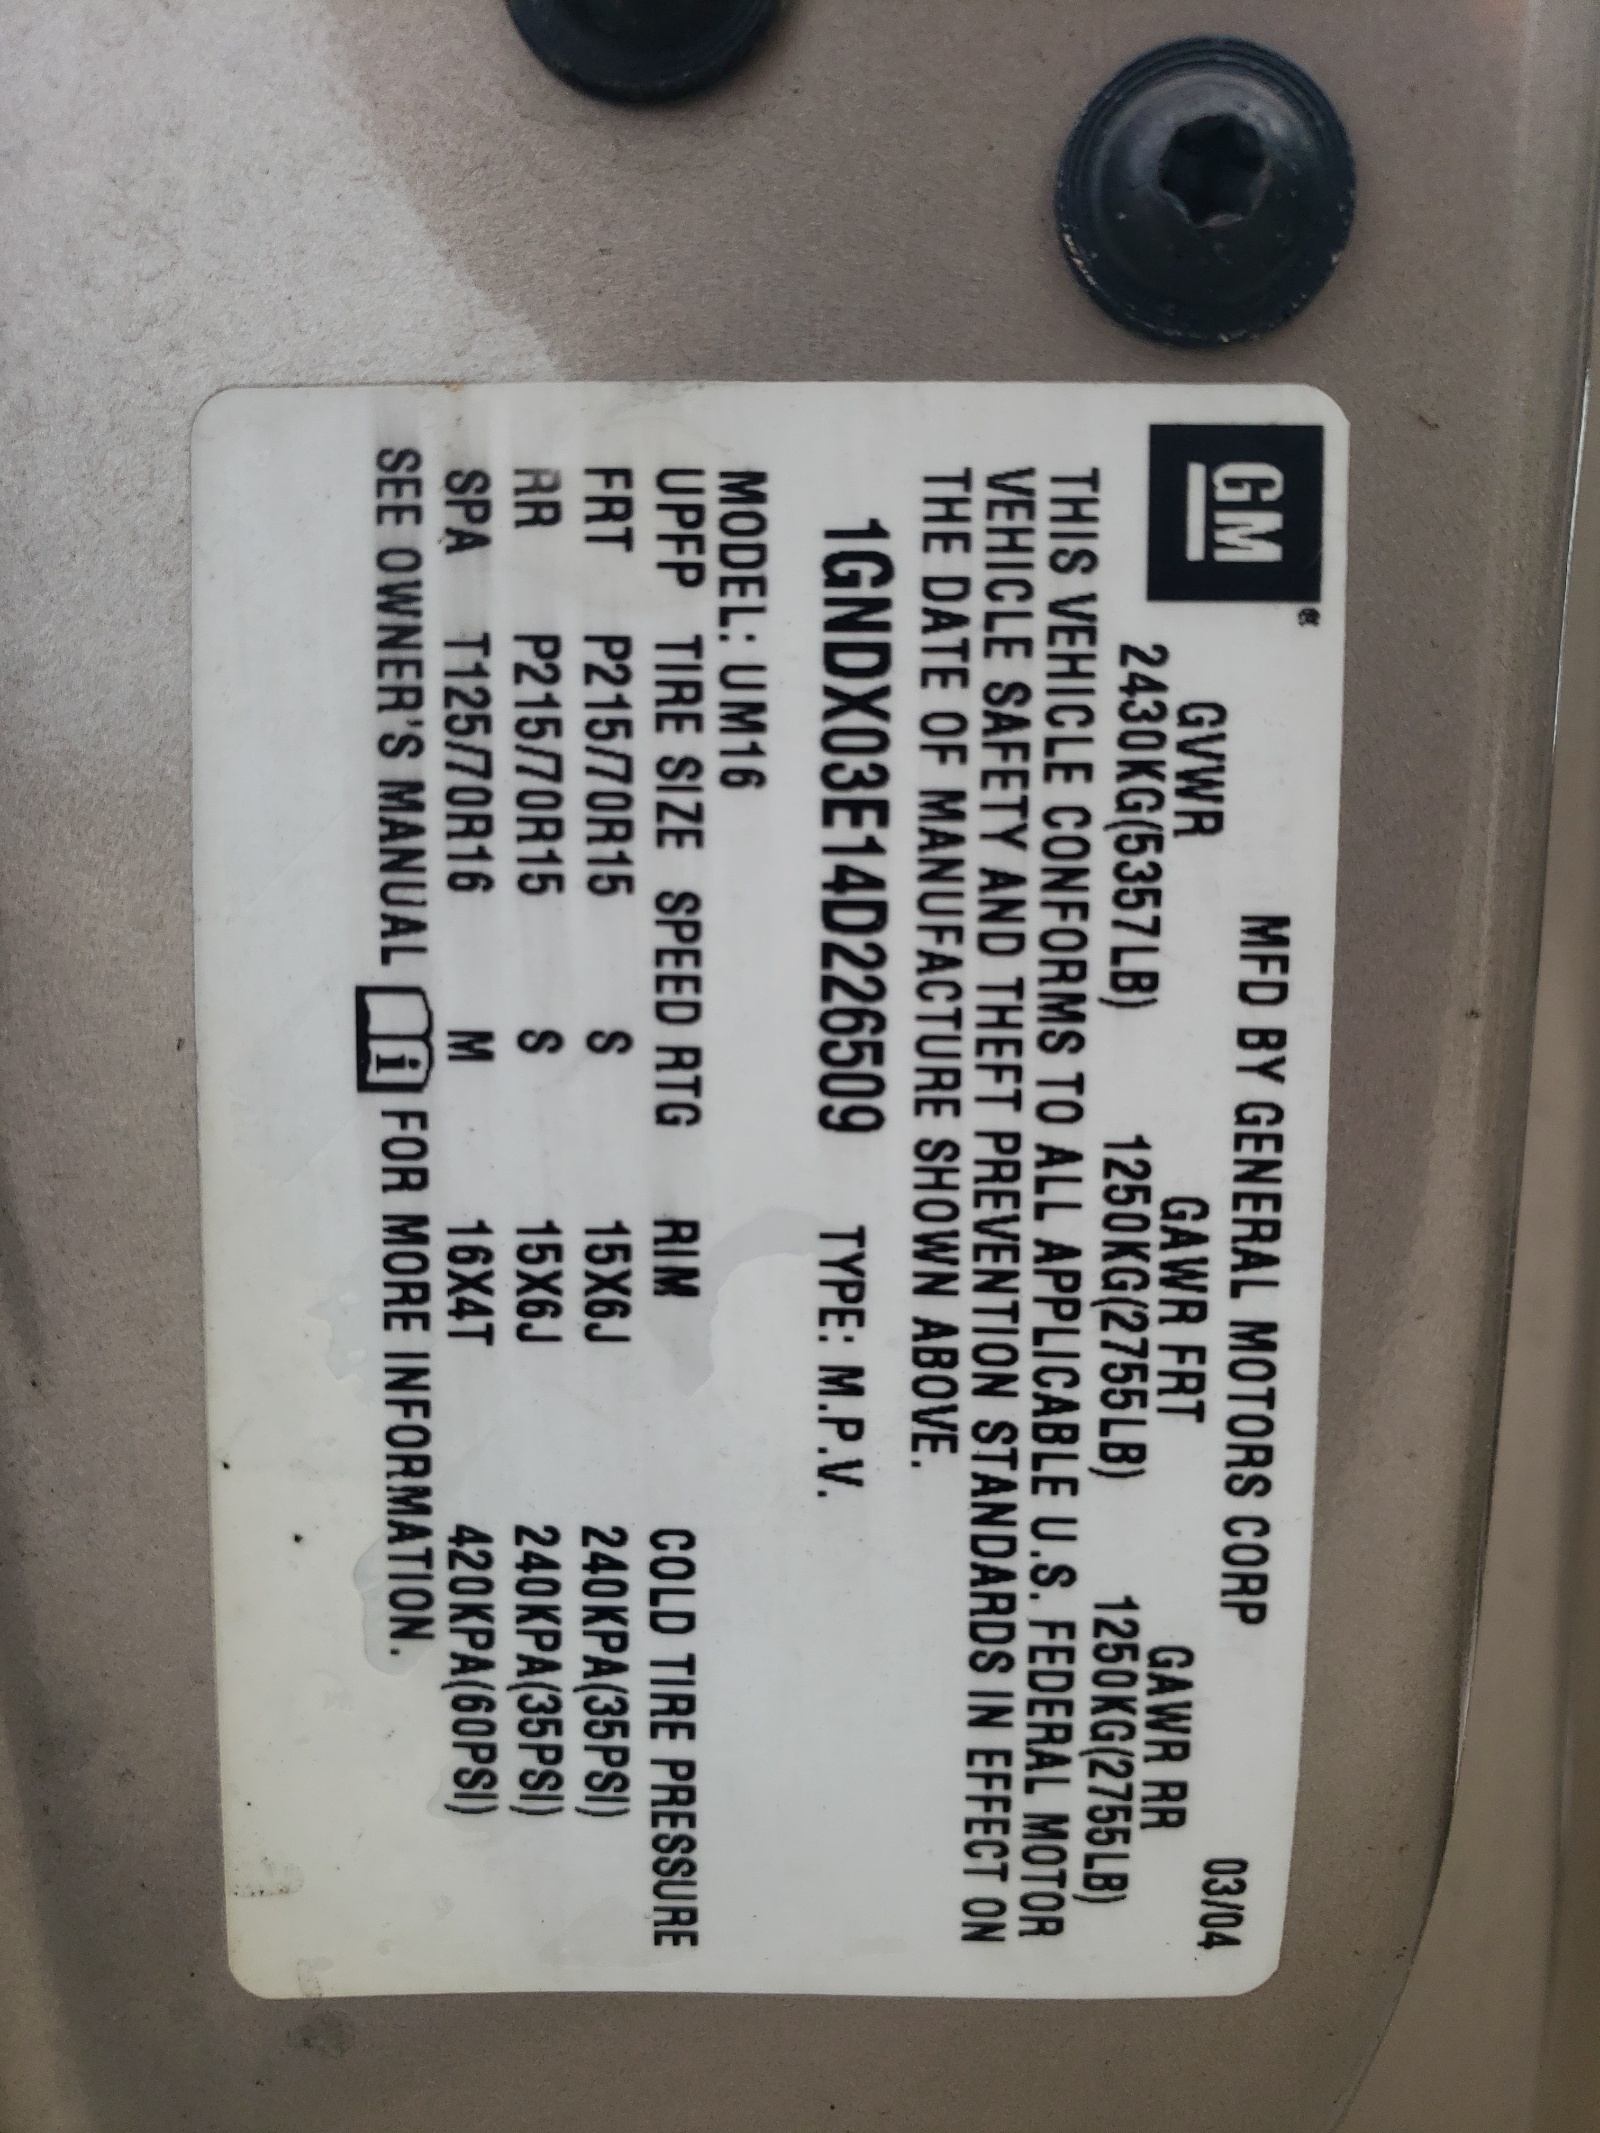 GM®
MFD BY GENERAL MOTORS CORP 03/04
GVWR GAWR FRT GAWR RR
2430KG(5357LB) 1250KG(2755LB) 1250KG(2755LB)
THIS VEHICLE CONFORMS TO ALL APPLICABLE U.S. FEDERAL MOTOR
VEHICLE SAFETY AND THEFT PREVENTION STANDARDS IN EFFECT ON
THE DATE OF MANUFACTURE SHOWN ABOVE.
1GNDX03E14D226509 TYPE: M.P.V.
MODEL: UM16
UPFP TIRE SIZE SPEED RTG RIM COLD TIRE PRESSURE
FRT P215/70R15 S 15X6J 240KPA(35PSI)
RR P215/70R15 S 15X6J 240KPA(35PSI)
SPA T125/70R16 M 16X4T 420KPA(60PSI)
SEE OWNER'S MANUAL i FOR MORE INFORMATION.